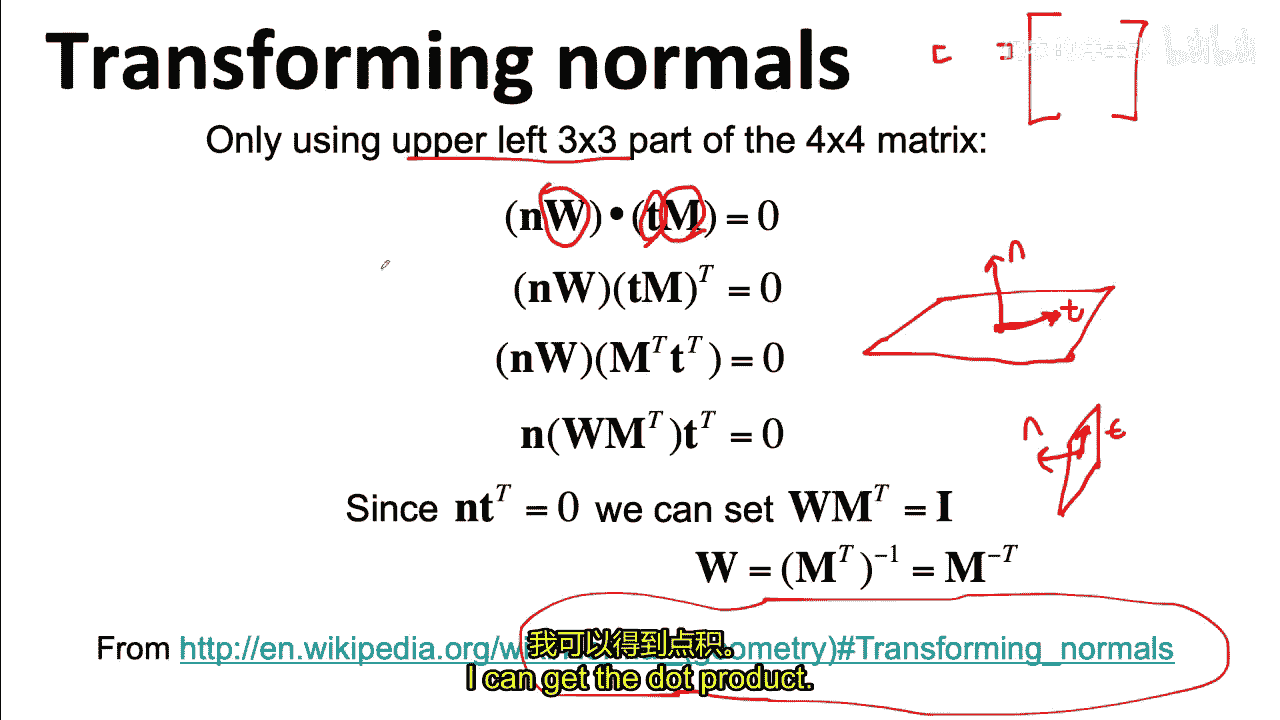 Transforming normals
bilibili
Only using upper left 3x3 part of the 4x4 matrix:
(nW)•(tM) = 0
(nW)(tM)^T = 0
(nW)(M^T t^T) = 0
n(WM^T)t^T = 0
n
t
n
t
Since nt^T = 0 we can set WM^T = I
W = (M^T)^−1 = M^−T
From http://en.wikipedia.org/wi (geometry)#Transforming_normals
我可以得到点积。
I can get the dot product.